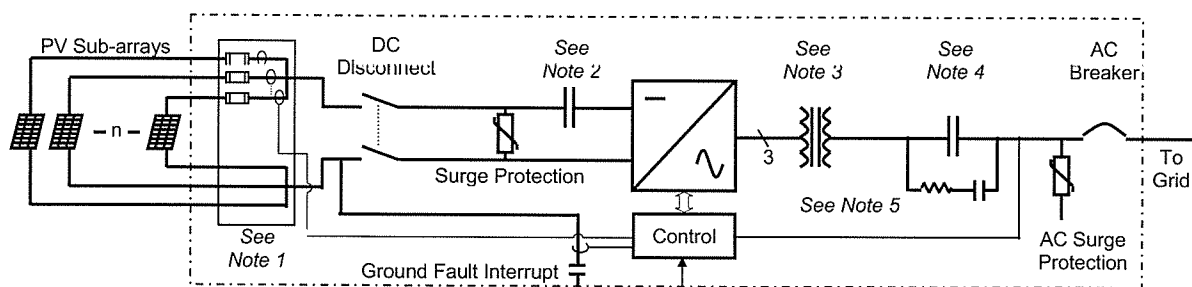 PV Sub-arrays
DC
Disconnect
See
Note 2
See
Note 3
See
Note 4
AC
Breaker
n
3
To
Grid
Surge Protection
See Note 5
See
Note 1
Control
AC Surge
Protection
Ground Fault Interrupt